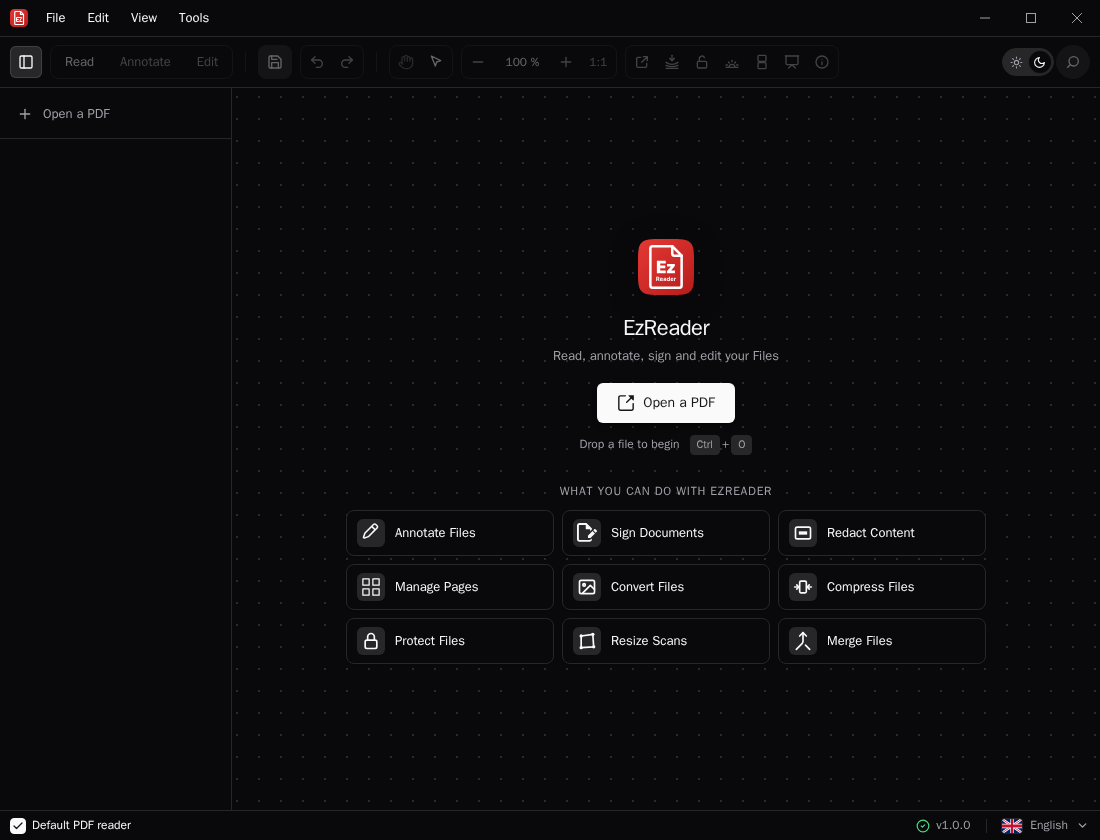 Ez
File Edit View Tools
Read Annotate Edit 100 % 1:1
Open a PDF
Ez
Reader
EzReader
Read, annotate, sign and edit your Files
Open a PDF
Drop a file to begin Ctrl + O
WHAT YOU CAN DO WITH EZREADER
Annotate Files Sign Documents Redact Content
Manage Pages Convert Files Compress Files
Protect Files Resize Scans Merge Files
Default PDF reader v1.0.0 English